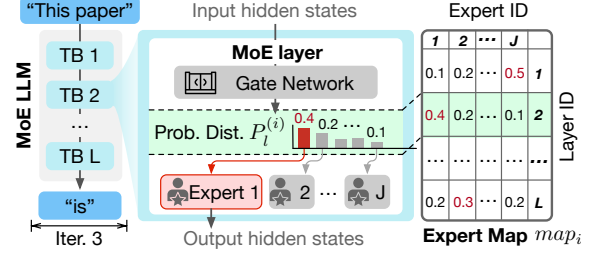 "This paper"
MoE LLM
TB 1
TB 2
...
TB L
"is"
Iter. 3
Input hidden states
MoE layer
Gate Network
Prob. Dist. P_l^(i)
0.4 0.2 ... 0.1
Expert 1 2 ... J
Output hidden states
Expert ID
1 2 ... J
0.1 0.2 ... 0.5 1
0.4 0.2 ... 0.1 2
... ... ... ...
0.2 0.3 ... 0.2 L
Layer ID
Expert Map map_i